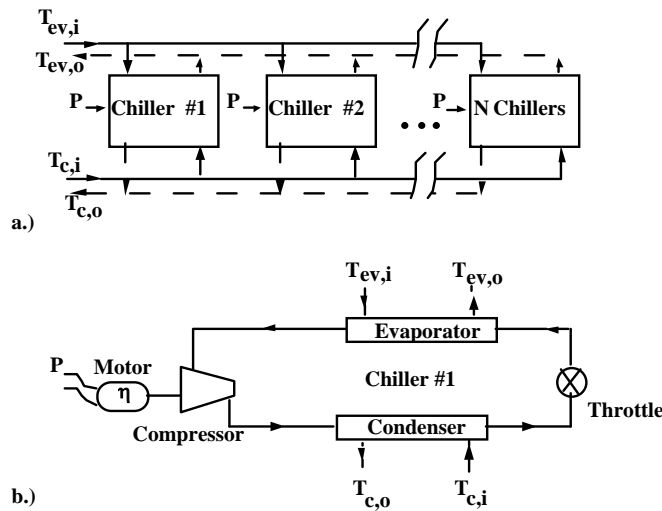 T_ev,i
T_ev,o
P
Chiller #1
P
Chiller #2
P
N Chillers
T_c,i
T_c,o
a.)
T_ev,i
T_ev,o
Evaporator
P
Motor
η
Chiller #1
Throttle
Compressor
Condenser
T_c,o
T_c,i
b.)